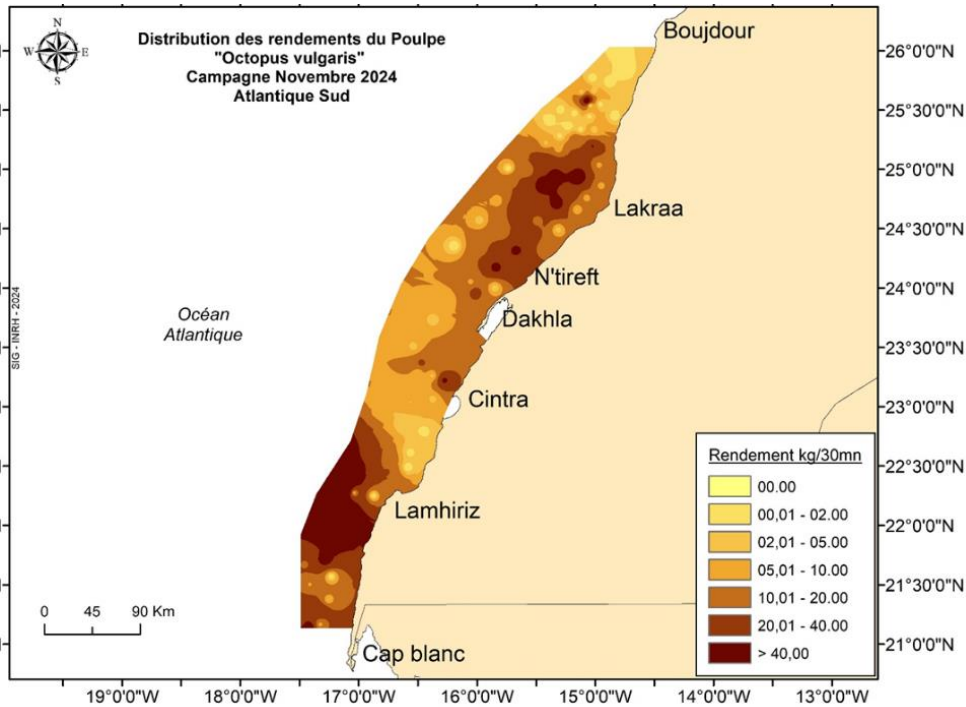 N
W E
S
Distribution des rendements du Poulpe
"Octopus vulgaris"
Campagne Novembre 2024
Atlantique Sud
Boujdour
Lakraa
N'tireft
Dakhla
Cintra
Lamhiriz
Cap blanc
Océan
Atlantique
SIG - INRH - 2024
0 45 90 Km
Rendement kg/30mn
00.00
00,01 - 02.00
02,01 - 05.00
05,01 - 10.00
10,01 - 20.00
20,01 - 40.00
> 40,00
26°0'0"N
25°30'0"N
25°0'0"N
24°30'0"N
24°0'0"N
23°30'0"N
23°0'0"N
22°30'0"N
22°0'0"N
21°30'0"N
21°0'0"N
19°0'0"W 18°0'0"W 17°0'0"W 16°0'0"W 15°0'0"W 14°0'0"W 13°0'0"W